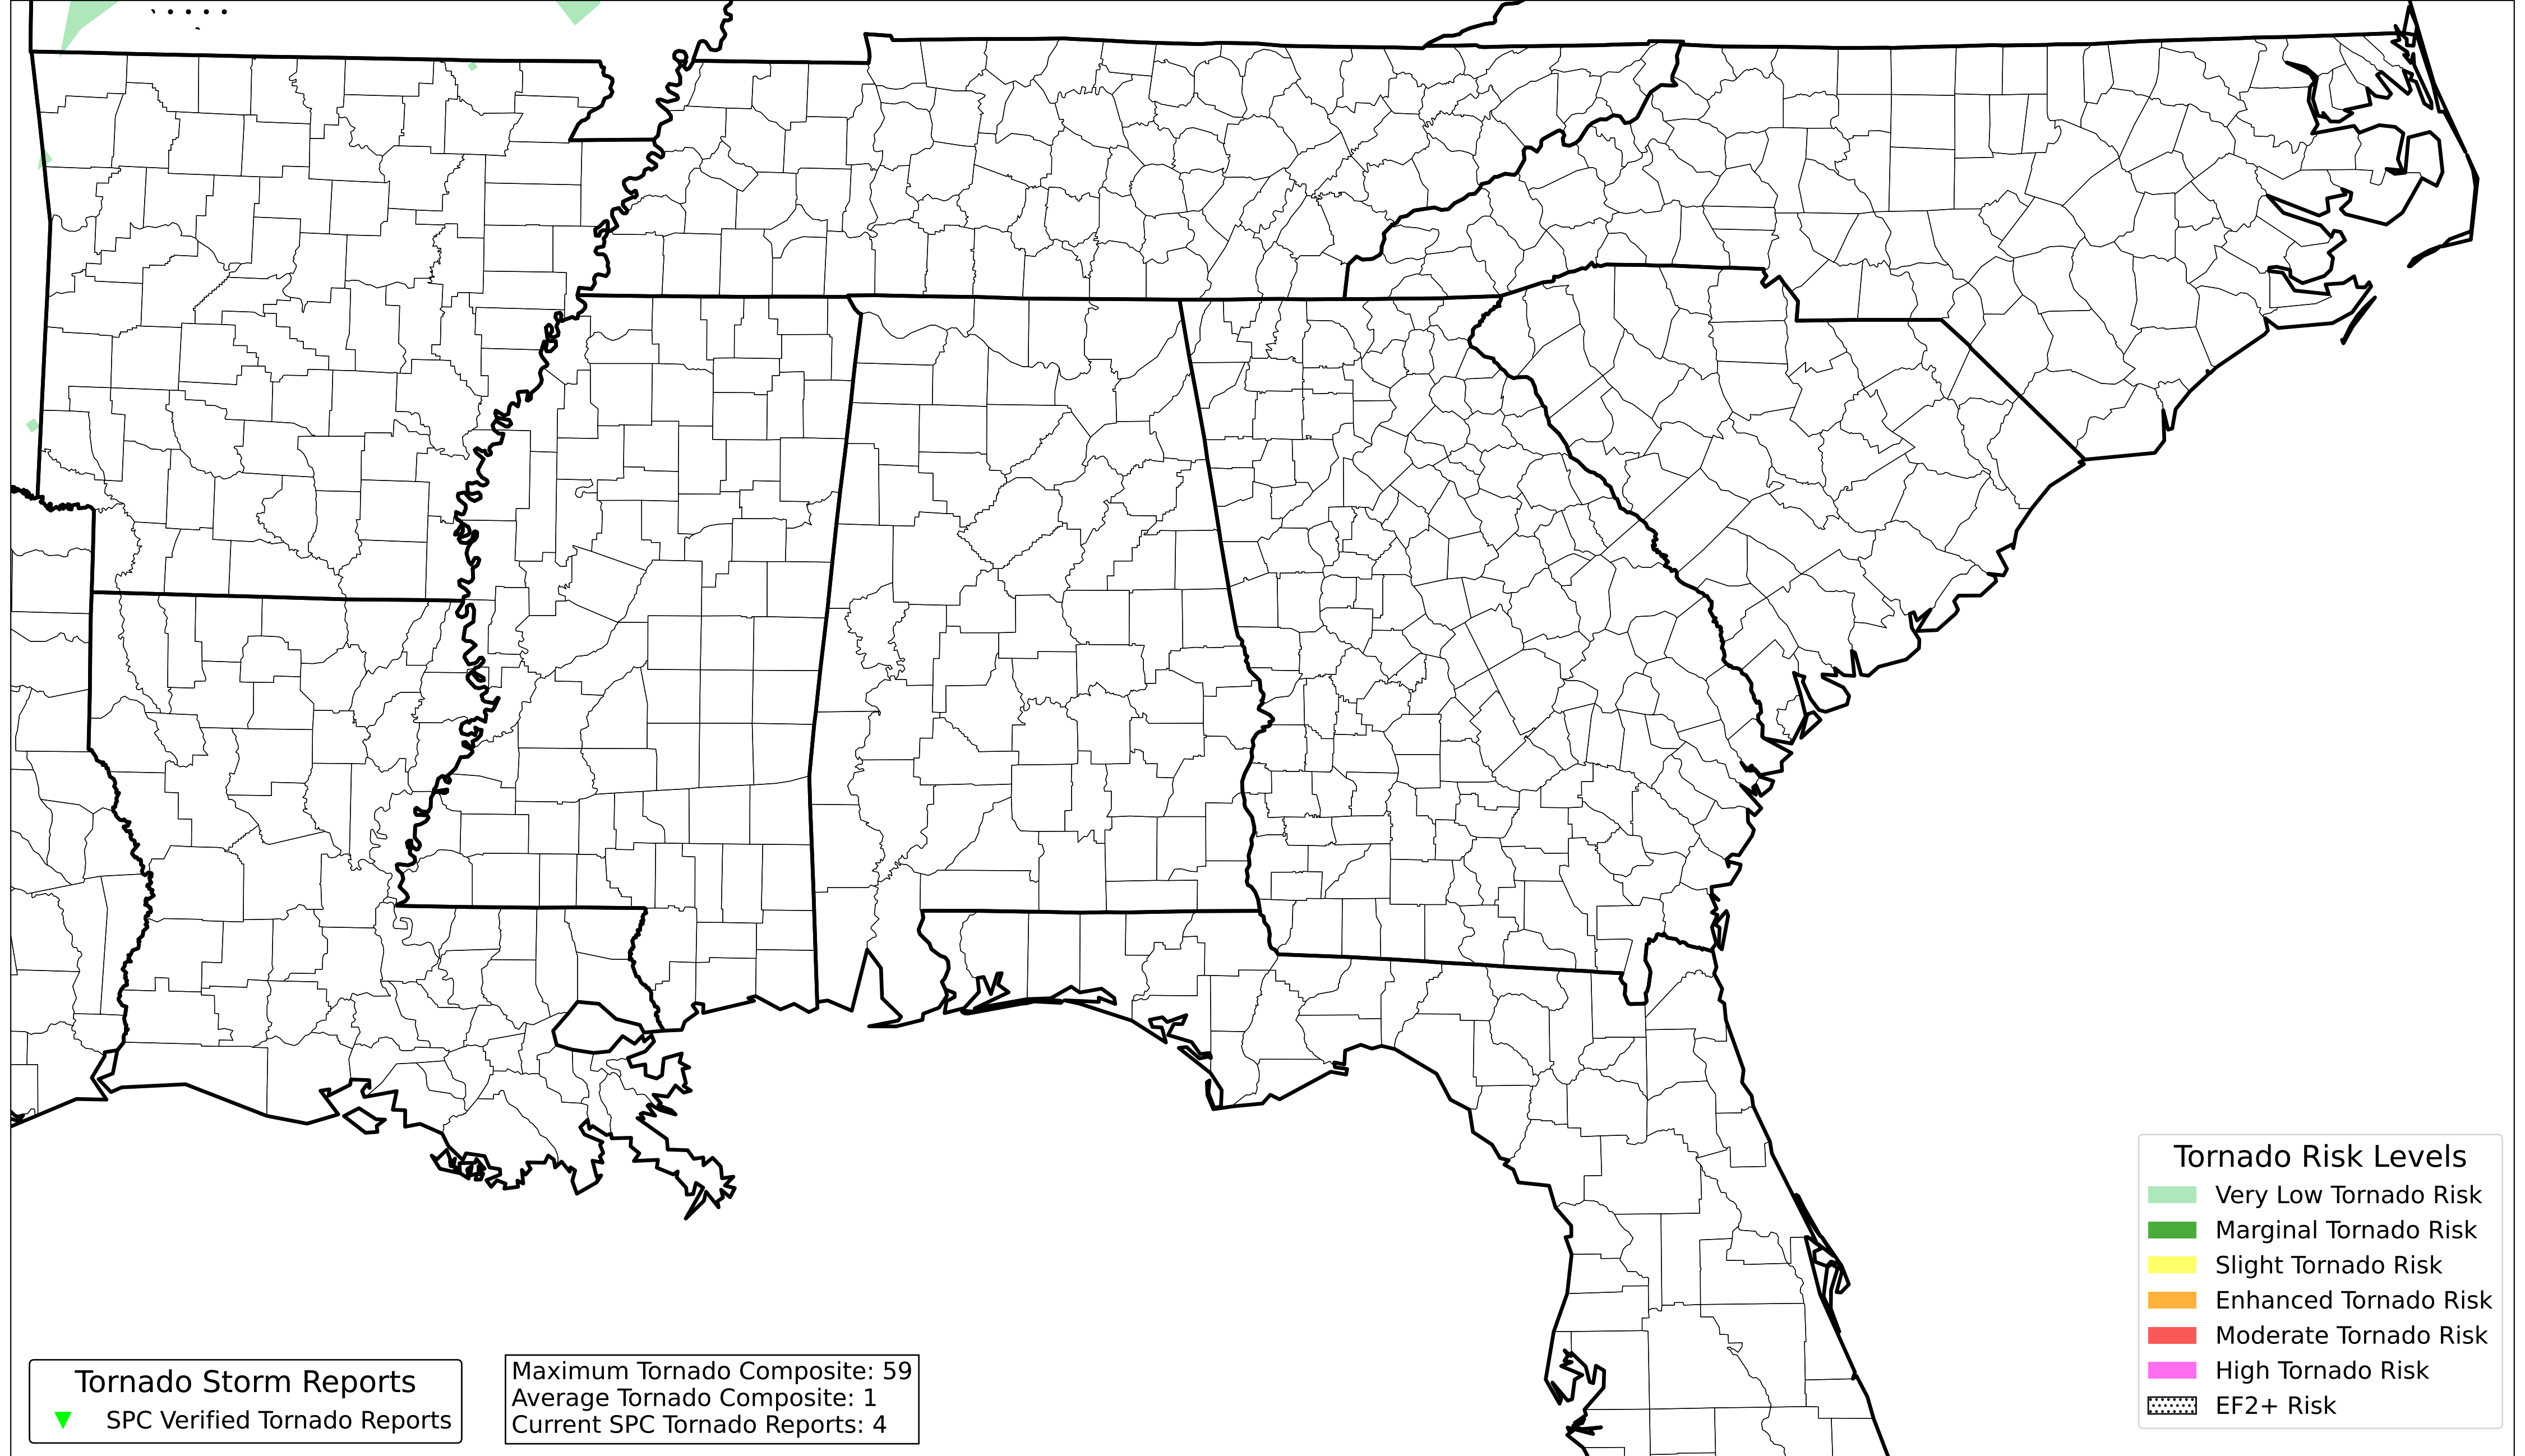 Tornado Risk Levels
Very Low Tornado Risk
Marginal Tornado Risk
Slight Tornado Risk
Enhanced Tornado Risk
Moderate Tornado Risk
High Tornado Risk
EF2+ Risk
Tornado Storm Reports
SPC Verified Tornado Reports
Maximum Tornado Composite: 59
Average Tornado Composite: 1
Current SPC Tornado Reports: 4